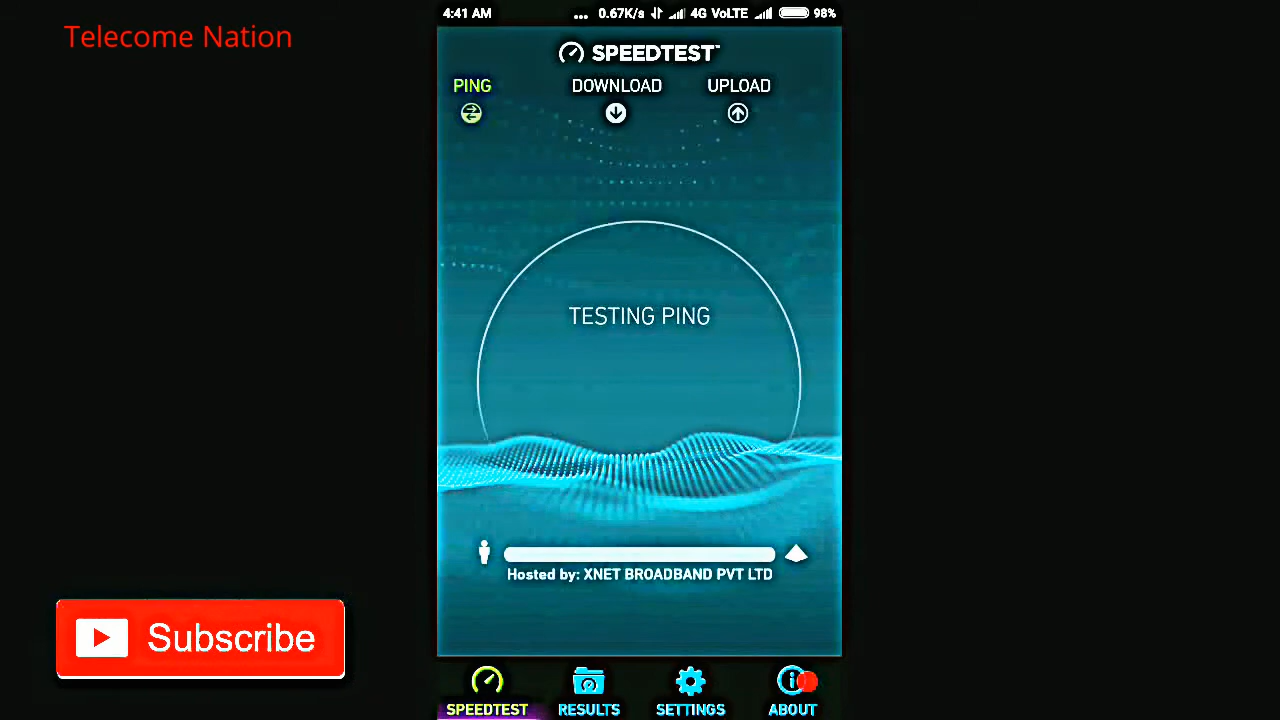 Telecome Nation
4:41 AM ... 0.67K/s 4G VoLTE 98%
SPEEDTEST™
PING DOWNLOAD UPLOAD
TESTING PING
Hosted by: XNET BROADBAND PVT LTD
Subscribe
SPEEDTEST RESULTS SETTINGS ABOUT